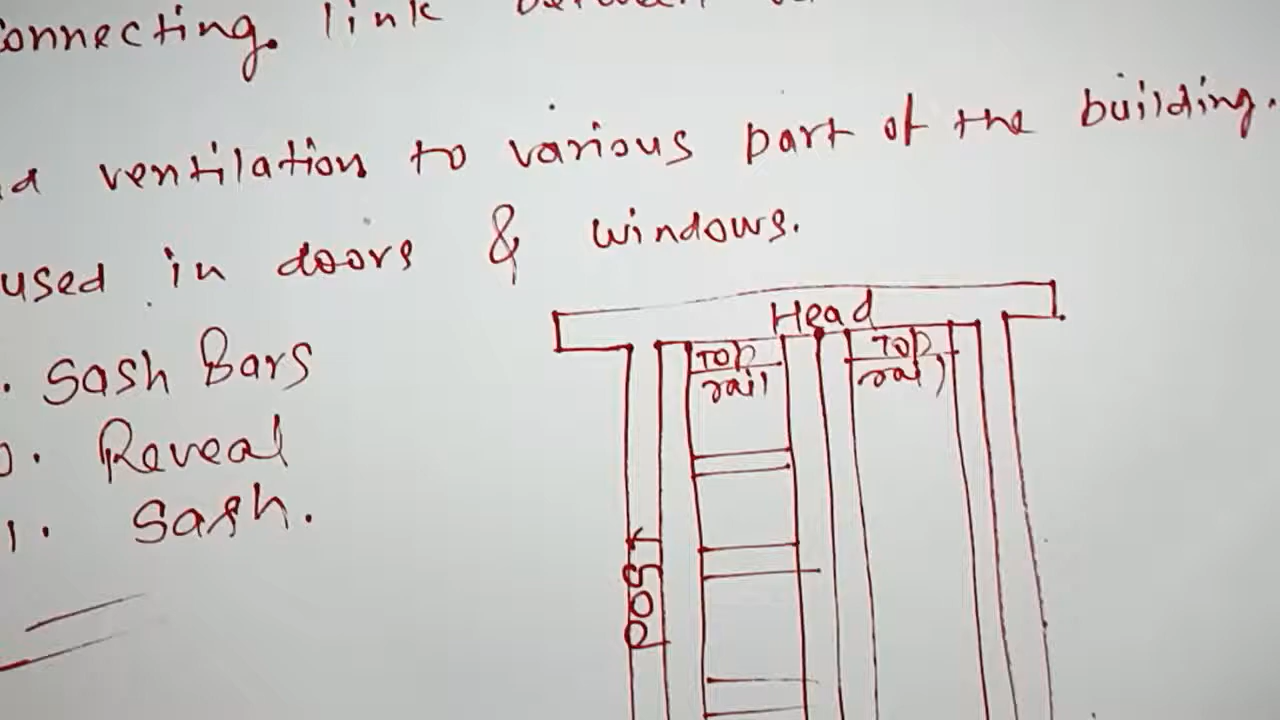 connecting. link between
ventilation to various part of the building.
used in doors & windows.
Sash Bars
Reveal
Sash.
Head
TOP rail
TOP rail
POST